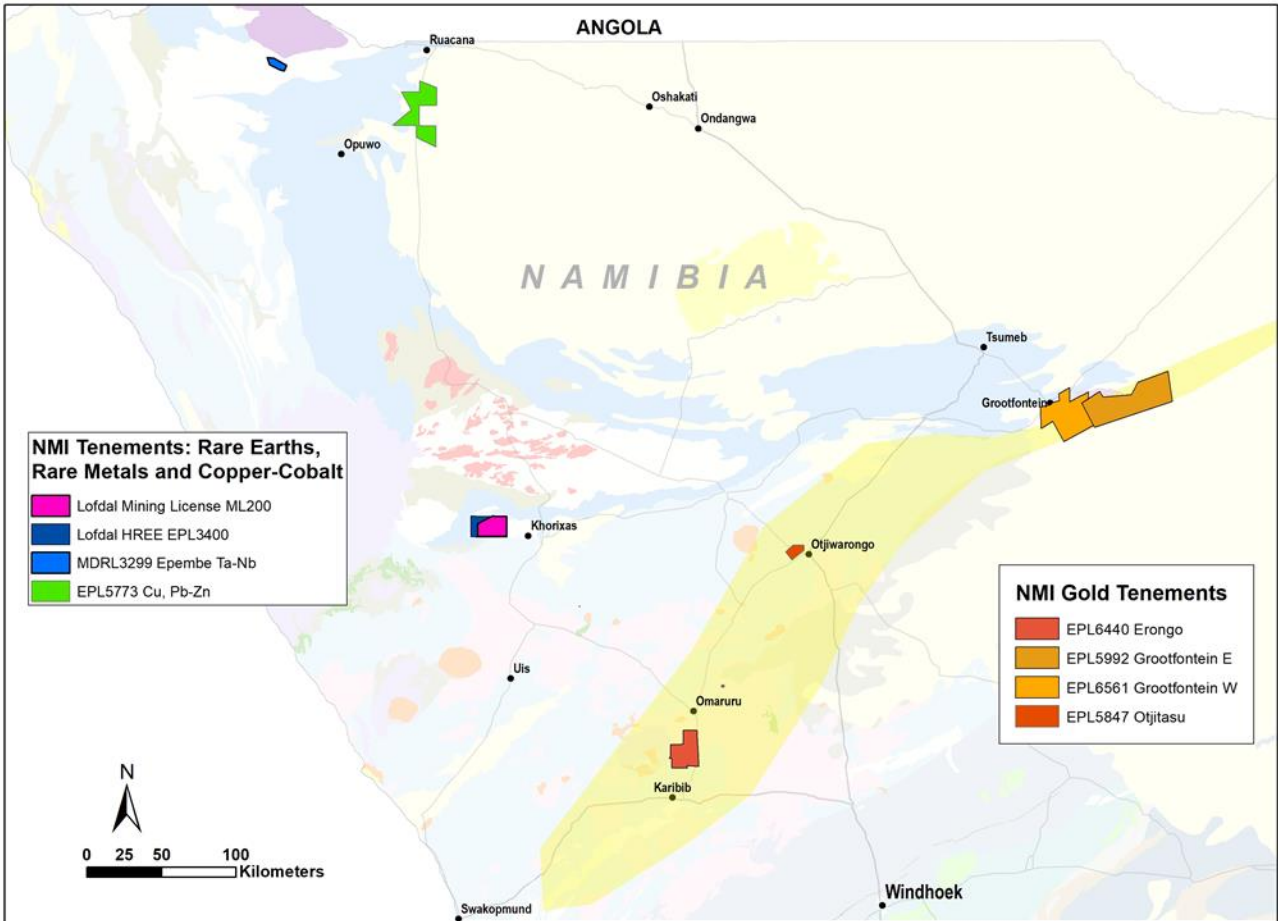 ANGOLA
Ruacana
Oshakati
Ondangwa
Opuwo
NAMIBIA
Tsumeb
Grootfontein
NMI Tenements: Rare Earths,
Rare Metals and Copper-Cobalt
Lofdal Mining License ML200
Lofdal HREE EPL3400
MDRL3299 Epembe Ta-Nb
EPL5773 Cu, Pb-Zn
Khorixas
Otjiwarongo
NMI Gold Tenements
EPL6440 Erongo
EPL5992 Grootfontein E
EPL6561 Grootfontein W
EPL5847 Otjitasu
Uis
Omaruru
Karibib
N
0 25 50 100
Kilometers
Windhoek
Swakopmund